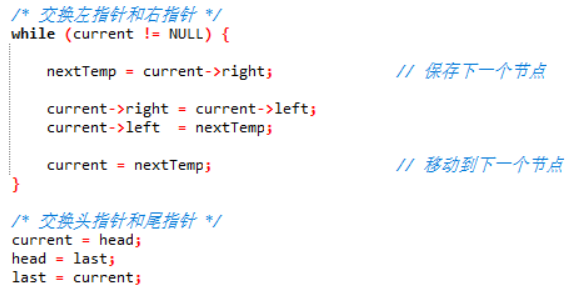 /* 交换左指针和右指针 */
while (current != NULL) {
nextTemp = current->right; // 保存下一个节点
current->right = current->left;
current->left = nextTemp;
current = nextTemp; // 移动到下一个节点
}
/* 交换头指针和尾指针 */
current = head;
head = last;
last = current;